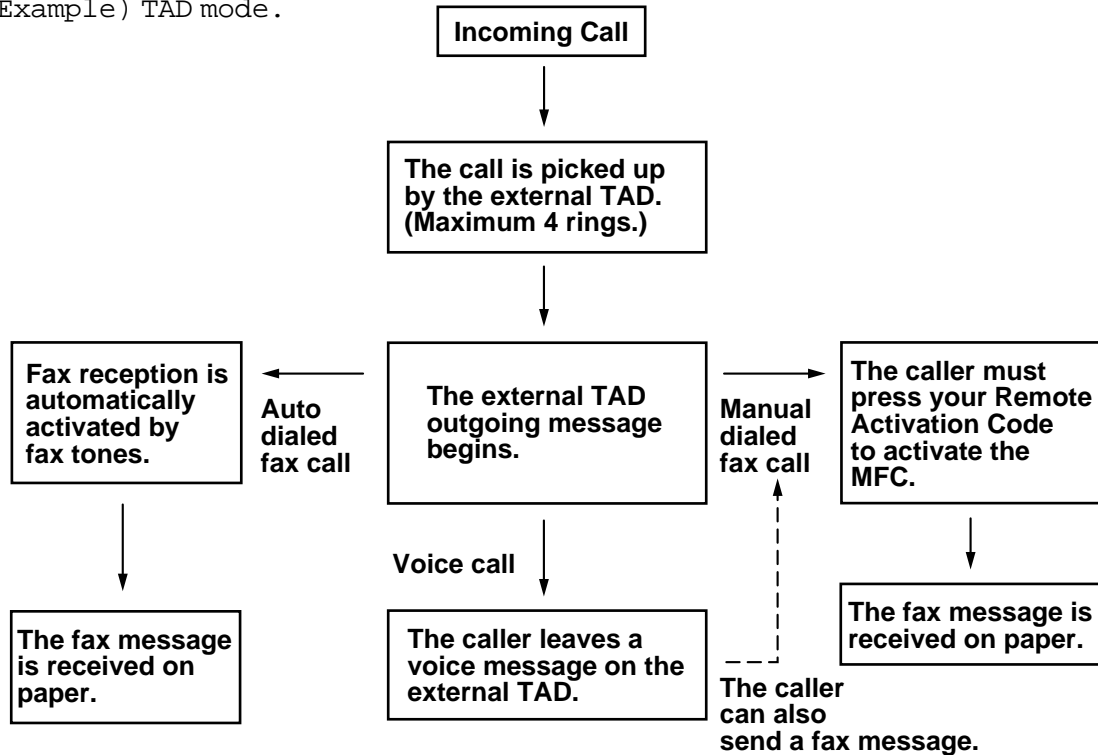 Example) TAD mode.
Incoming Call
The call is picked up
by the external TAD.
(Maximum 4 rings.)
Fax reception is
automatically
activated by
fax tones.
Auto
dialed
fax call
The external TAD
outgoing message
begins.
Manual
dialed
fax call
The caller must
press your Remote
Activation Code
to activate the
MFC.
Voice call
The fax message
is received on
paper.
The caller leaves a
voice message on the
external TAD.
The caller
can also
send a fax message.
The fax message is
received on paper.